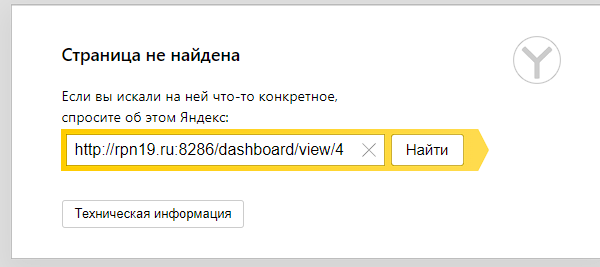 Страница не найдена
Если вы искали на ней что-то конкретное,
спросите об этом Яндекс:
http://rpn19.ru:8286/dashboard/view/4
Найти
Техническая информация